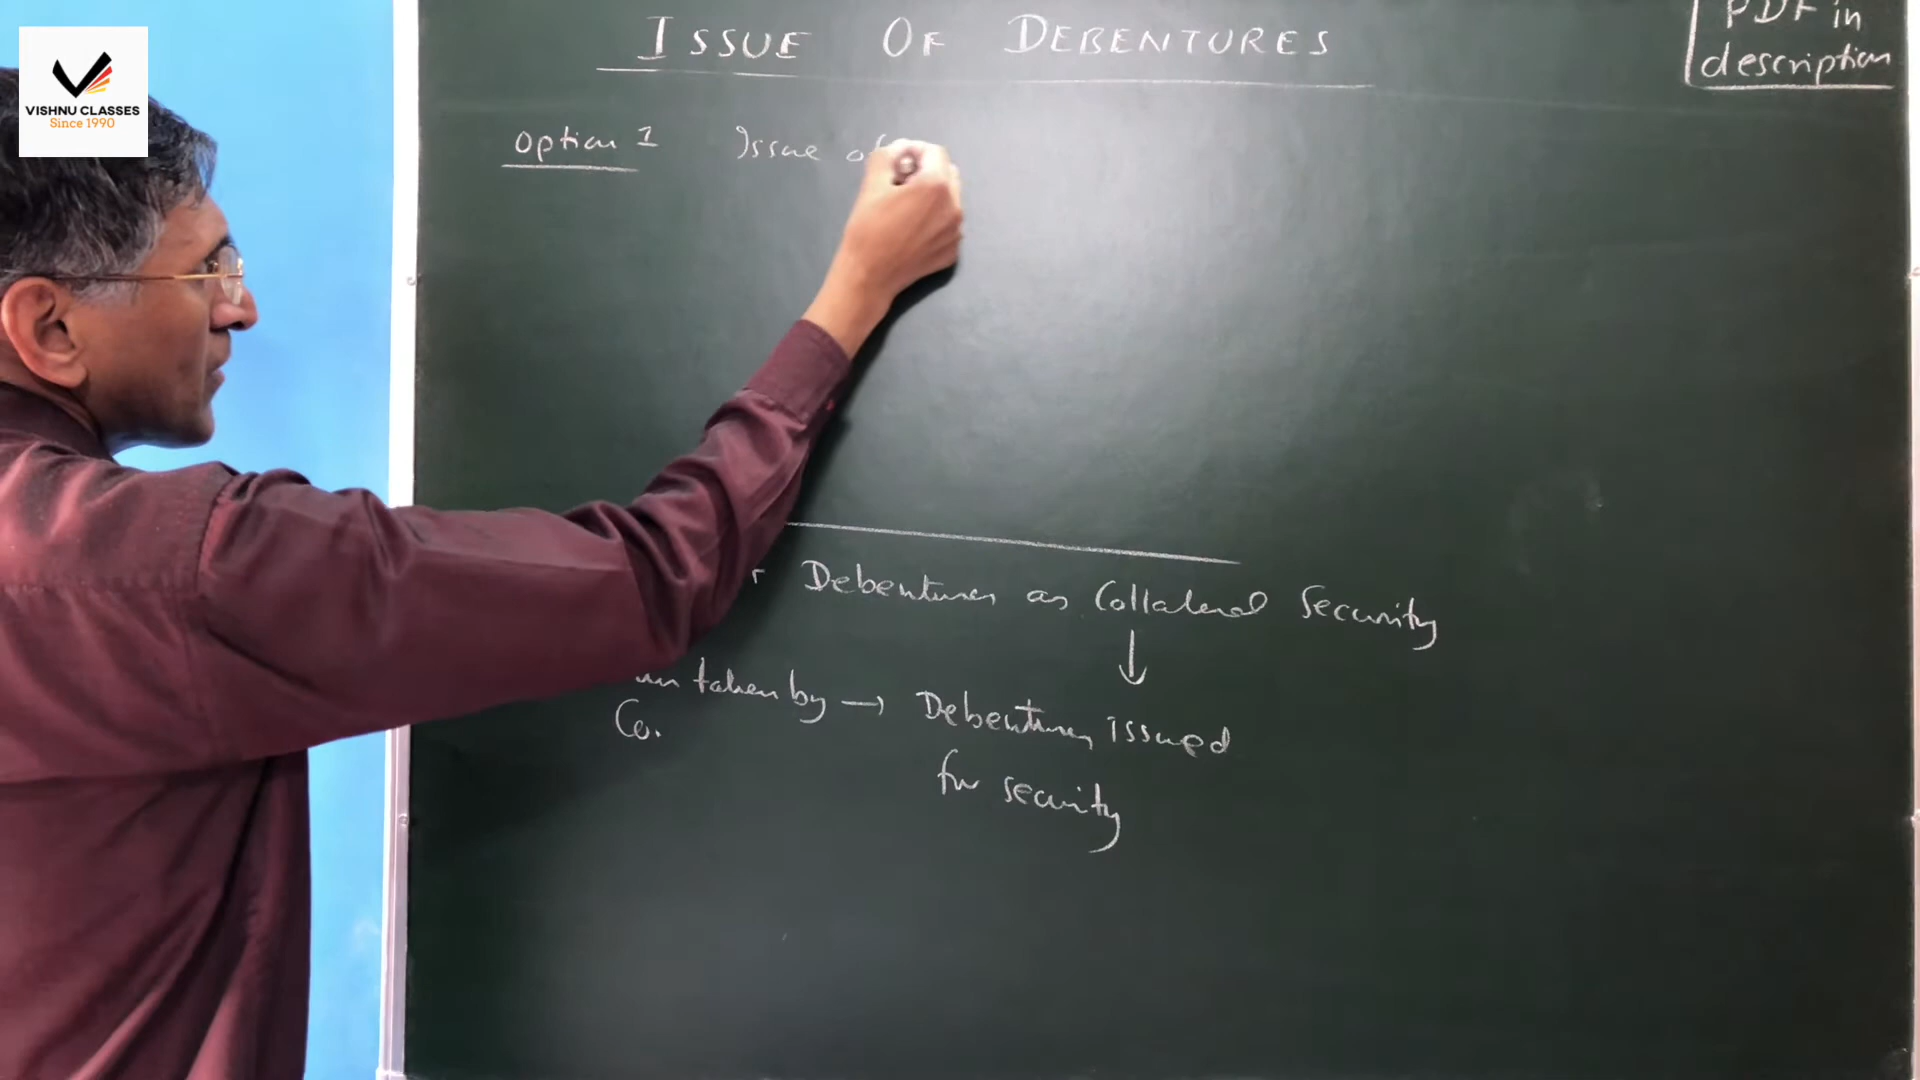 VISHNU CLASSES
Since 1990
ISSUE OF DEBENTURES
PDF in
description
Option 1 Issue of
Debentures as Collateral Security
taken by → Debentures issued
Co.
for security